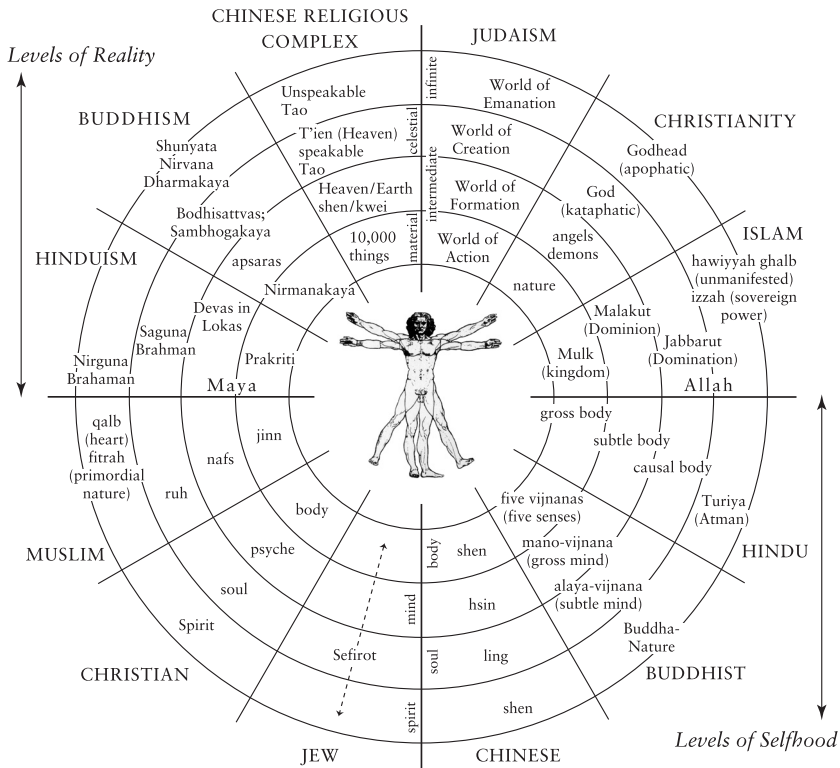 CHINESE RELIGIOUS
COMPLEX
JUDAISM
Levels of Reality
BUDDHISM
CHRISTIANITY
HINDUISM
ISLAM
infinite
celestial
intermediate
material
Unspeakable
Tao
T'ien (Heaven)
speakable
Tao
Heaven/Earth
shen/kwei
10,000
things
World of
Emanation
World of
Creation
World of
Formation
World of
Action
Shunyata
Nirvana
Dharmakaya
Bodhisattvas;
Sambhogakaya
apsaras
Nirmanakaya
Godhead
(apophatic)
God
(kataphatic)
angels
demons
nature
Nirguna
Brahaman
Saguna
Brahman
Devas in
Lokas
Prakriti
Maya
hawiyyah ghalb
(unmanifested)
izzah (sovereign
power)
Jabbarut
(Domination)
Malakut
(Dominion)
Mulk
(kingdom)
Allah
qalb
(heart)
fitrah
(primordial
nature)
ruh
nafs
jinn
gross body
subtle body
causal body
Turiya
(Atman)
MUSLIM
HINDU
body
psyche
soul
Spirit
five vijnanas
(five senses)
mano-vijnana
(gross mind)
alaya-vijnana
(subtle mind)
Buddha-
Nature
CHRISTIAN
BUDDHIST
Sefirot
body
mind
soul
spirit
shen
hsin
ling
shen
JEW
CHINESE
Levels of Selfhood